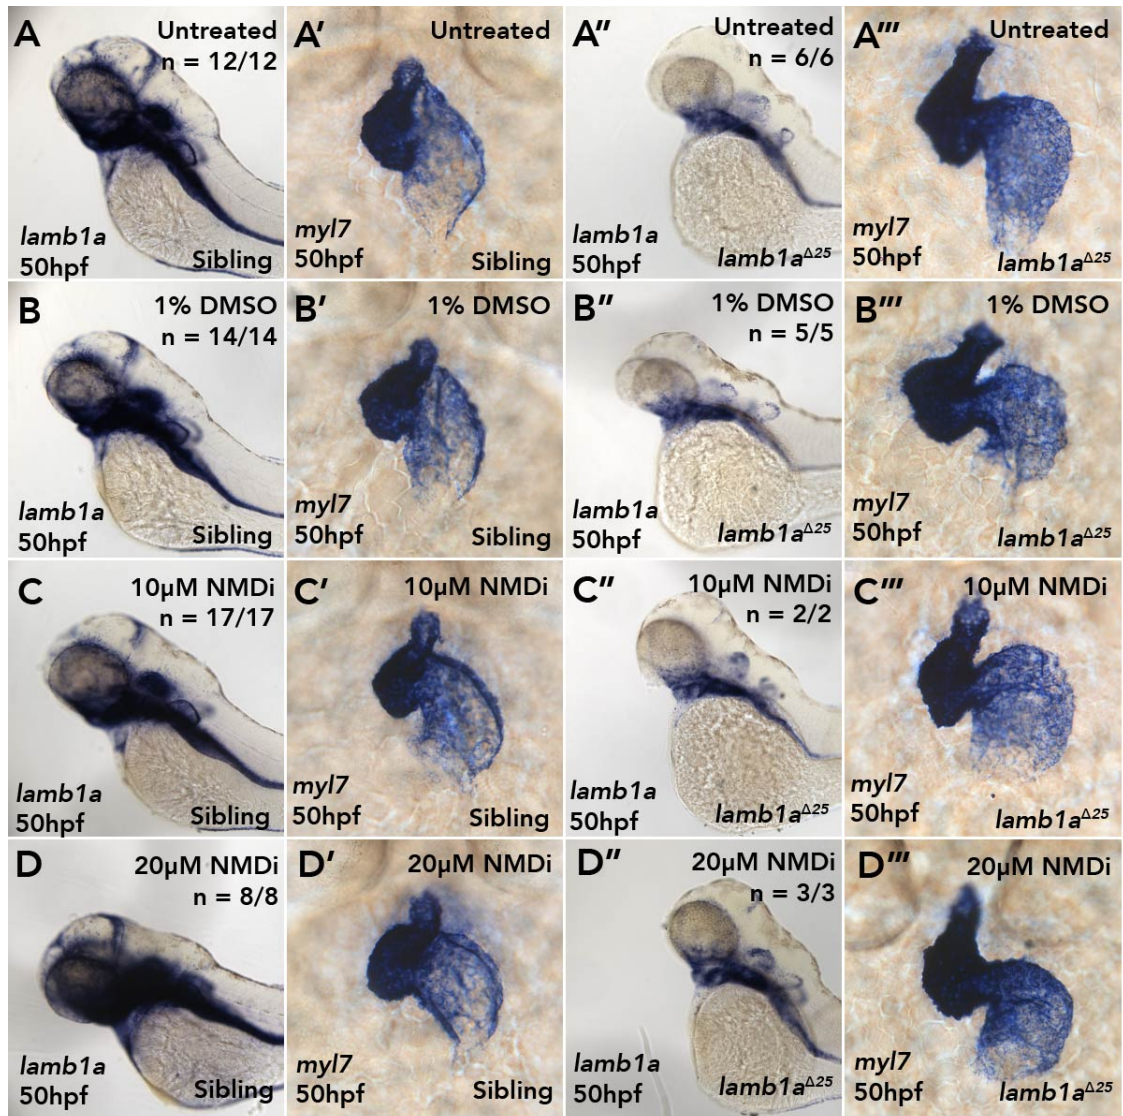 A
Untreated
n = 12/12
lamb1a
50hpf
Sibling
A′
Untreated
myl7
50hpf
Sibling
A″
Untreated
n = 6/6
lamb1a
50hpf
lamb1aΔ25
A‴
Untreated
myl7
50hpf
lamb1aΔ25
B
1% DMSO
n = 14/14
lamb1a
50hpf
Sibling
B′
1% DMSO
myl7
50hpf
Sibling
B″
1% DMSO
n = 5/5
lamb1a
50hpf
lamb1aΔ25
B‴
1% DMSO
myl7
50hpf
lamb1aΔ25
C
10μM NMDi
n = 17/17
lamb1a
50hpf
Sibling
C′
10μM NMDi
myl7
50hpf
Sibling
C″
10μM NMDi
n = 2/2
lamb1a
50hpf
lamb1aΔ25
C‴
10μM NMDi
myl7
50hpf
lamb1aΔ25
D
20μM NMDi
n = 8/8
lamb1a
50hpf
Sibling
D′
20μM NMDi
myl7
50hpf
Sibling
D″
20μM NMDi
n = 3/3
lamb1a
50hpf
lamb1aΔ25
D‴
20μM NMDi
myl7
50hpf
lamb1aΔ25